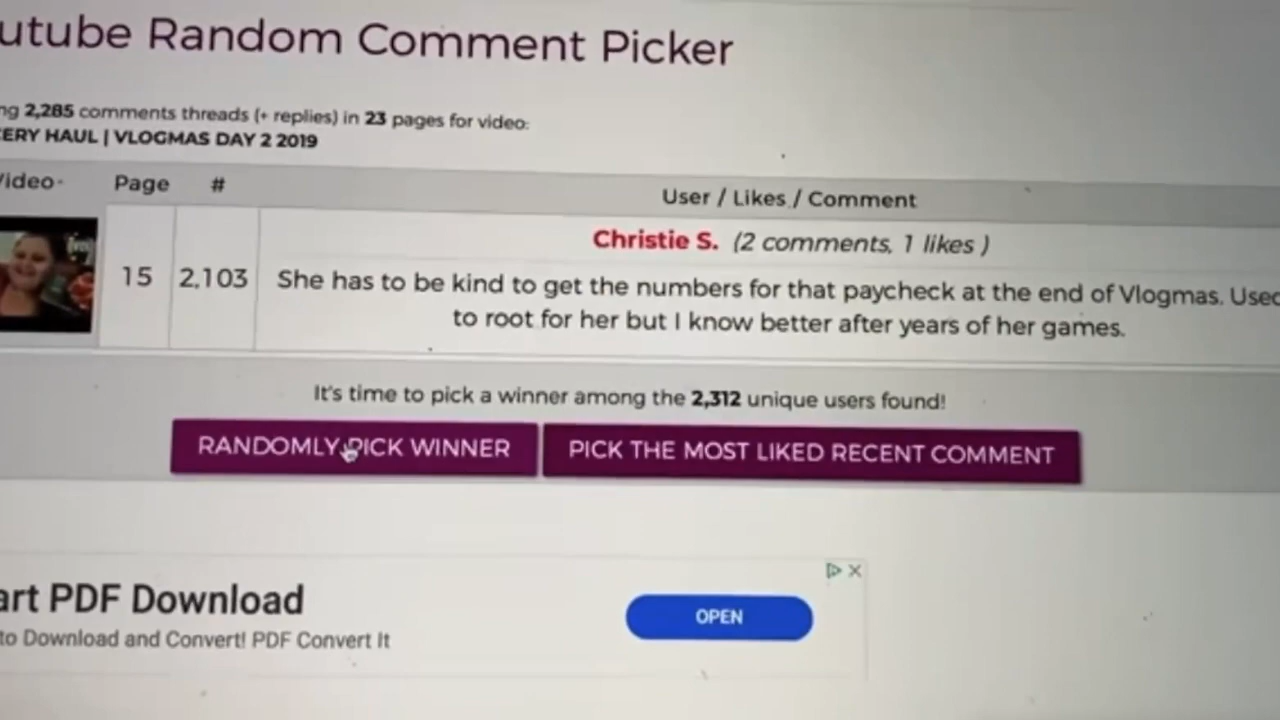 utube Random Comment Picker
ng 2,285 comments threads (+ replies) in 23 pages for video:
ERY HAUL | VLOGMAS DAY 2 2019
Video
Page
#
User / Likes / Comment
Christie S. (2 comments, 1 likes )
15
2,103
She has to be kind to get the numbers for that paycheck at the end of Vlogmas. Used
to root for her but I know better after years of her games.
It's time to pick a winner among the 2,312 unique users found!
RANDOMLY PICK WINNER
PICK THE MOST LIKED RECENT COMMENT
art PDF Download
to Download and Convert! PDF Convert It
OPEN